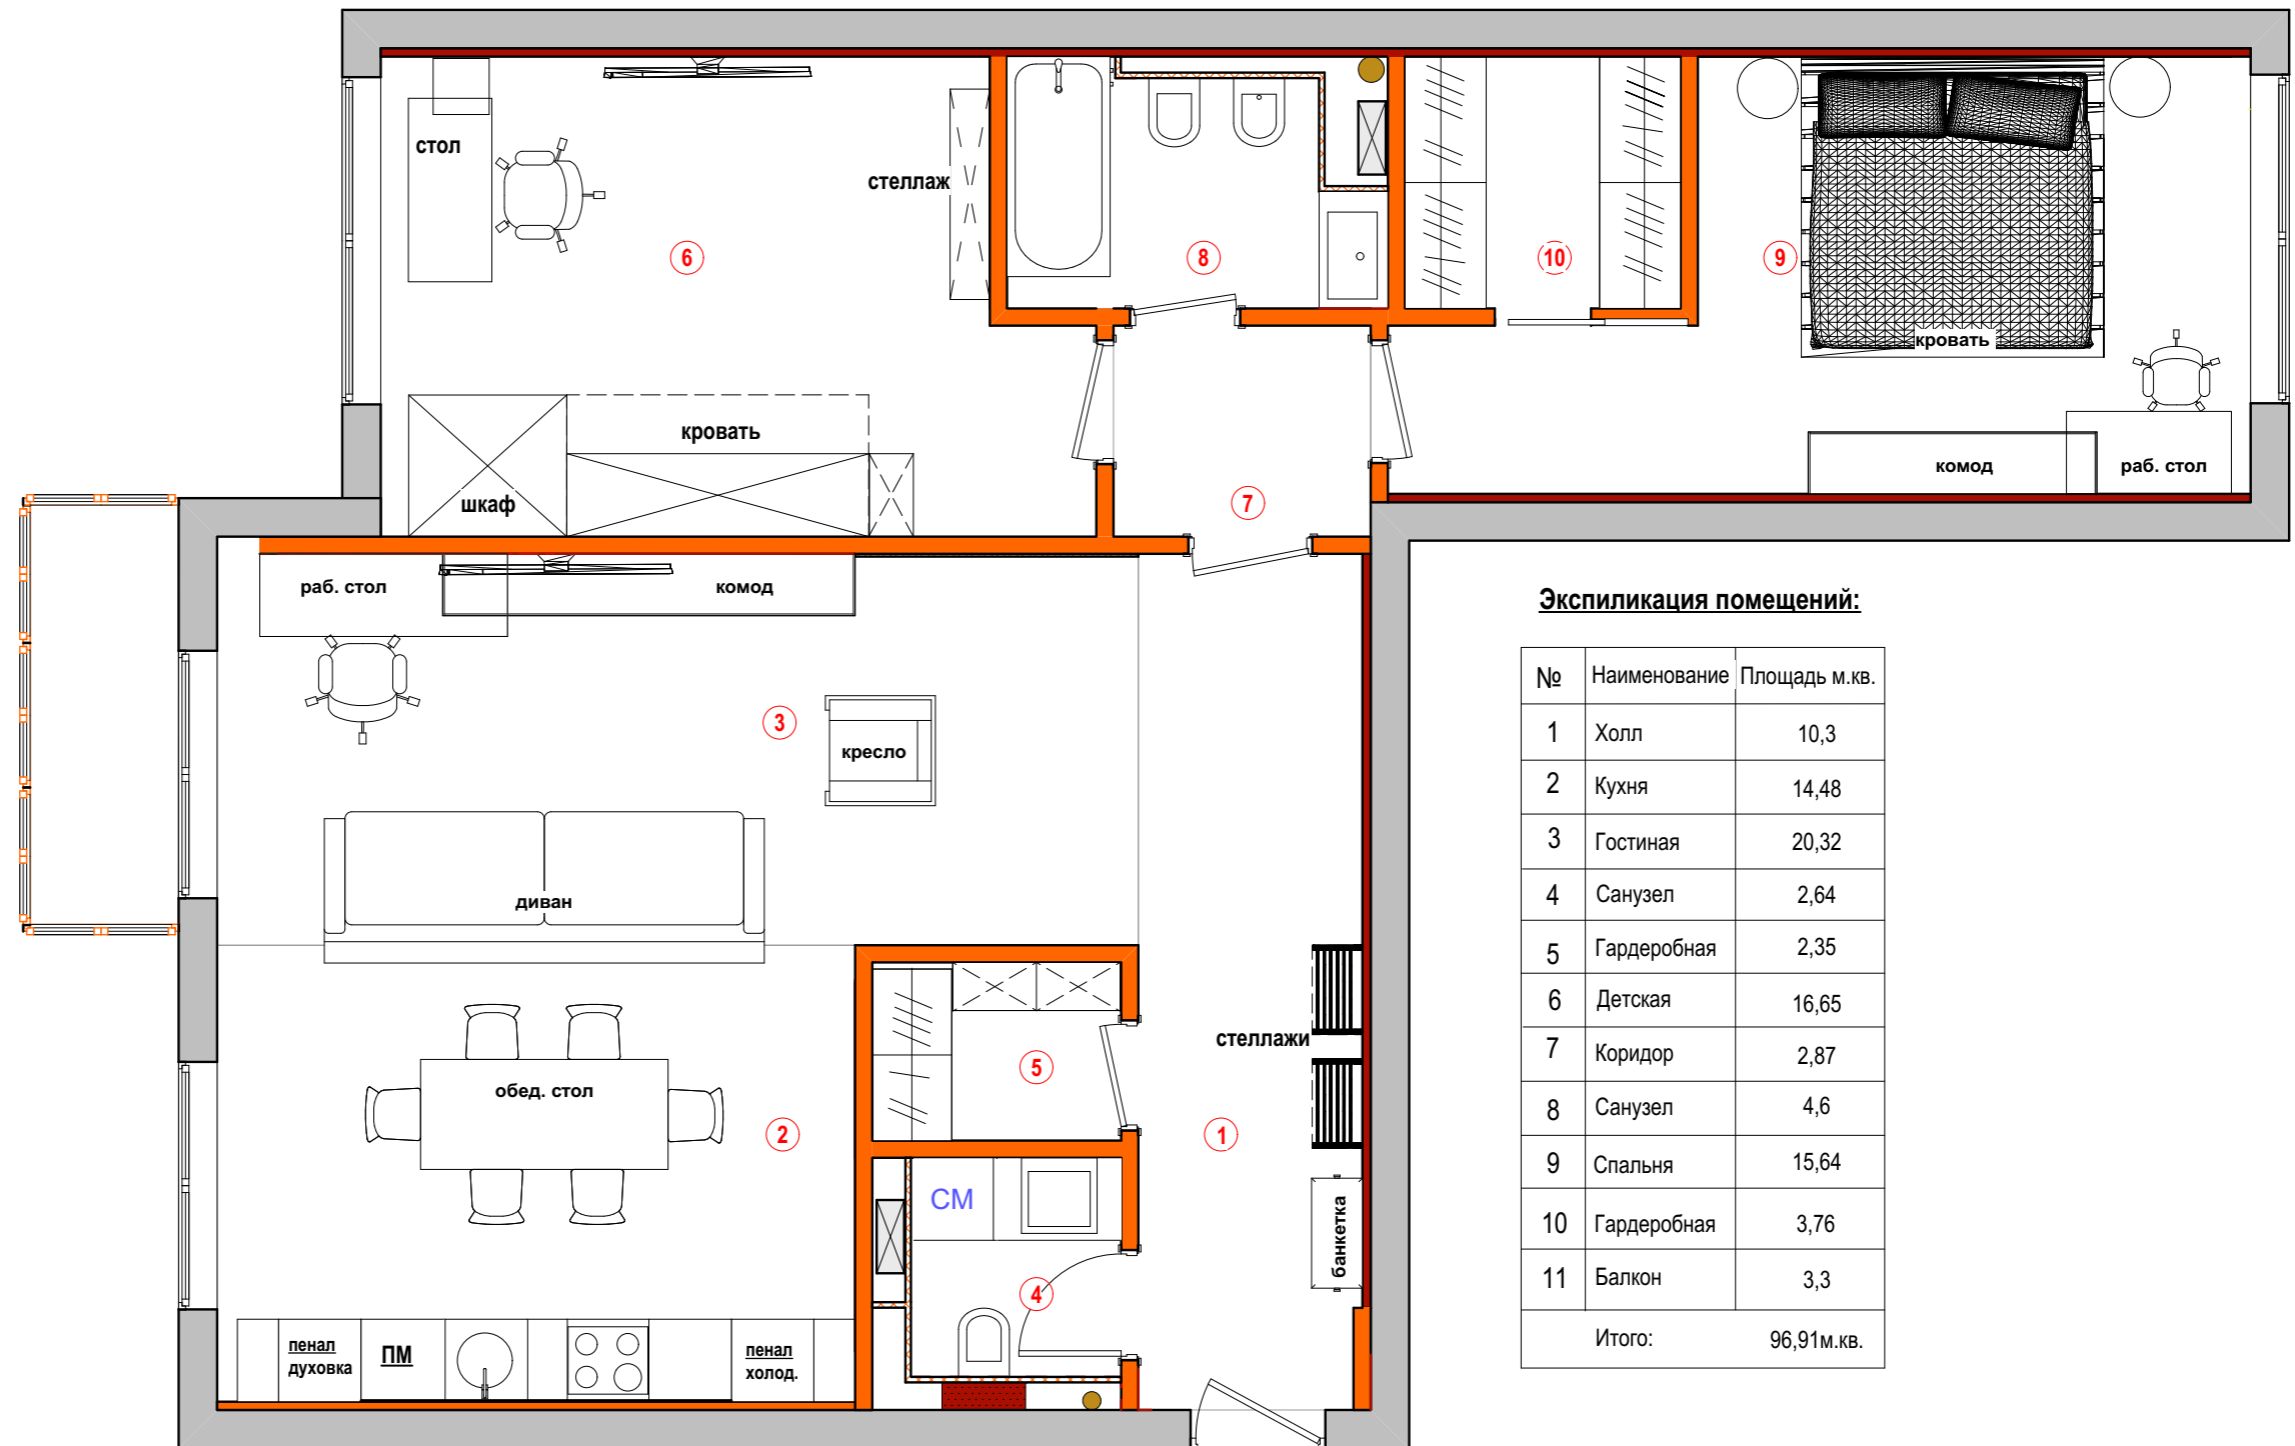 стол
стеллаж
6
8
10
9
кровать
кровать
шкаф
комод
раб. стол
7
раб. стол
комод
3
кресло
диван
стеллажи
5
обед. стол
2
1
СМ
банкетка
4
пенал
духовка
ПМ
пенал
холод.
Экспиликация помещений:
№ Наименование Площадь м.кв.
1 Холл 10,3
2 Кухня 14,48
3 Гостиная 20,32
4 Санузел 2,64
5 Гардеробная 2,35
6 Детская 16,65
7 Коридор 2,87
8 Санузел 4,6
9 Спальня 15,64
10 Гардеробная 3,76
11 Балкон 3,3
Итого: 96,91м.кв.